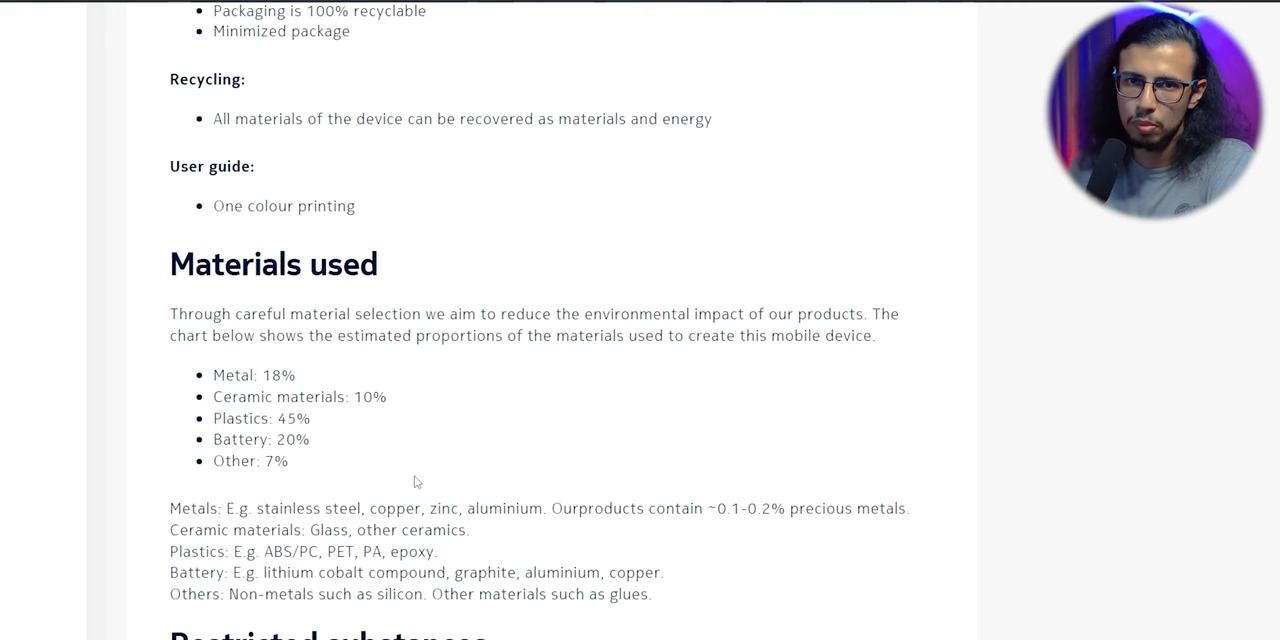 Packaging is 100% recyclable
Minimized package
Recycling:
All materials of the device can be recovered as materials and energy
User guide:
One colour printing
Materials used
Through careful material selection we aim to reduce the environmental impact of our products. The
chart below shows the estimated proportions of the materials used to create this mobile device.
Metal: 18%
Ceramic materials: 10%
Plastics: 45%
Battery: 20%
Other: 7%
Metals: E.g. stainless steel, copper, zinc, aluminium. Ourproducts contain ~0.1-0.2% precious metals.
Ceramic materials: Glass, other ceramics.
Plastics: E.g. ABS/PC, PET, PA, epoxy.
Battery: E.g. lithium cobalt compound, graphite, aluminium, copper.
Others: Non-metals such as silicon. Other materials such as glues.
Restricted substances